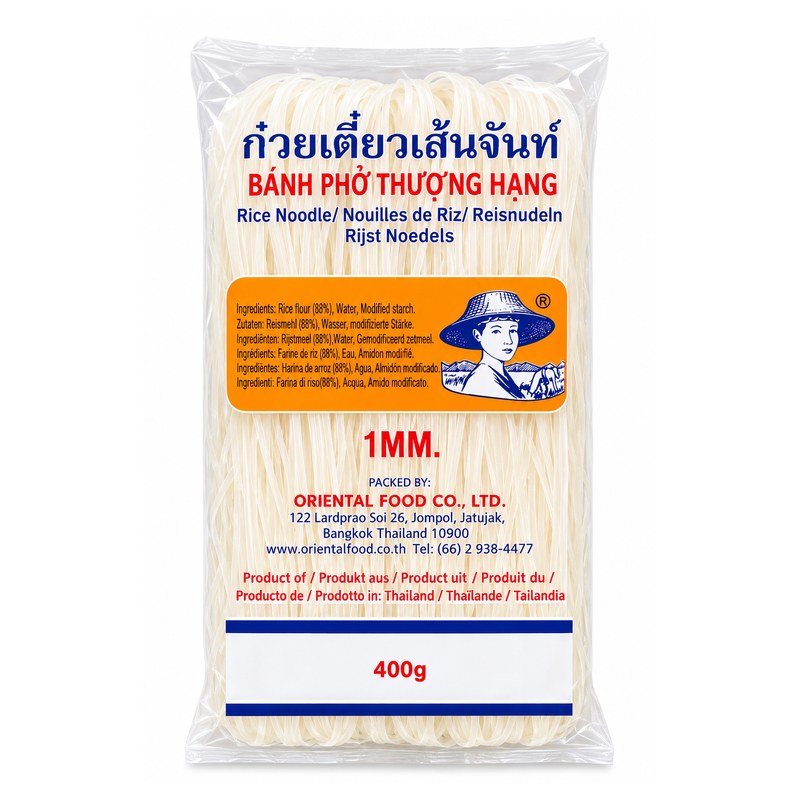 ก๋วยเตี๋ยวเส้นจันท์
BÁNH PHỞ THƯỢNG HẠNG
Rice Noodle/ Nouilles de Riz/ Reisnudeln
Rijst Noedels
®
Ingredients: Rice flour (88%), Water, Modified starch.
Zutaten: Reismehl (88%), Wasser, modifizierte Stärke.
Ingrediënten: Rijstmeel (88%),Water, Gemodificeerd zetmeel.
Ingrédients: Farine de riz (88%), Eau, Amidon modifié.
Ingrediëntes: Harina de arroz (88%), Agua, Almidón modificado.
Ingredienti: Farina di riso(88%), Acqua, Amido modificato.
1MM.
PACKED BY:
ORIENTAL FOOD CO., LTD.
122 Lardprao Soi 26, Jompol, Jatujak,
Bangkok Thailand 10900
www.orientalfood.co.th Tel: (66) 2 938-4477
Product of / Produkt aus / Product uit / Produit du /
Producto de / Prodotto in: Thailand / Thaïlande / Tailandia
400g